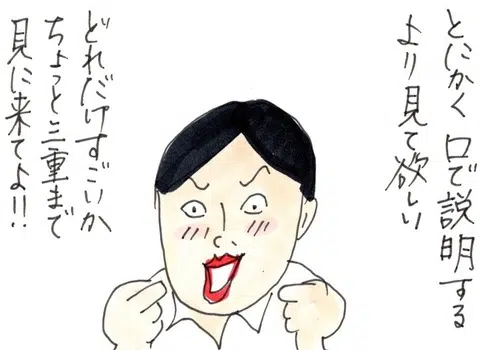 とにかく口で説明する
より見て欲しい
どれだけすごいか
ちょっと三重まで
見に来てよ!!